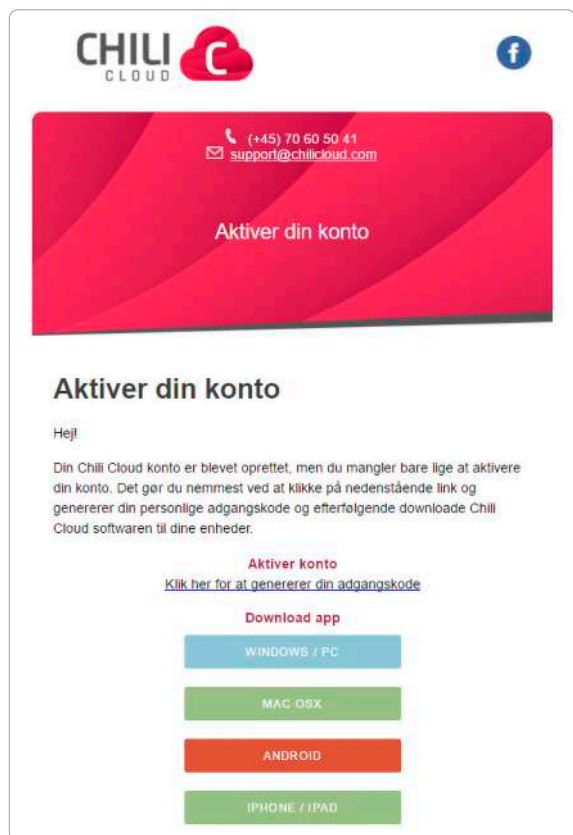 CHILI
CLOUD
C
f
(+45) 70 60 50 41
support@chilicloud.com
Aktiver din konto
Aktiver din konto
Hej!
Din Chili Cloud konto er blevet oprettet, men du mangler bare lige at aktivere
din konto. Det gør du nemmest ved at klikke på nedenstående link og
genererer din personlige adgangskode og efterfølgende downloade Chili
Cloud softwaren til dine enheder.
Aktiver konto
Klik her for at genererer din adgangskode
Download app
WINDOWS / PC
MAC OSX
ANDROID
IPHONE / IPAD